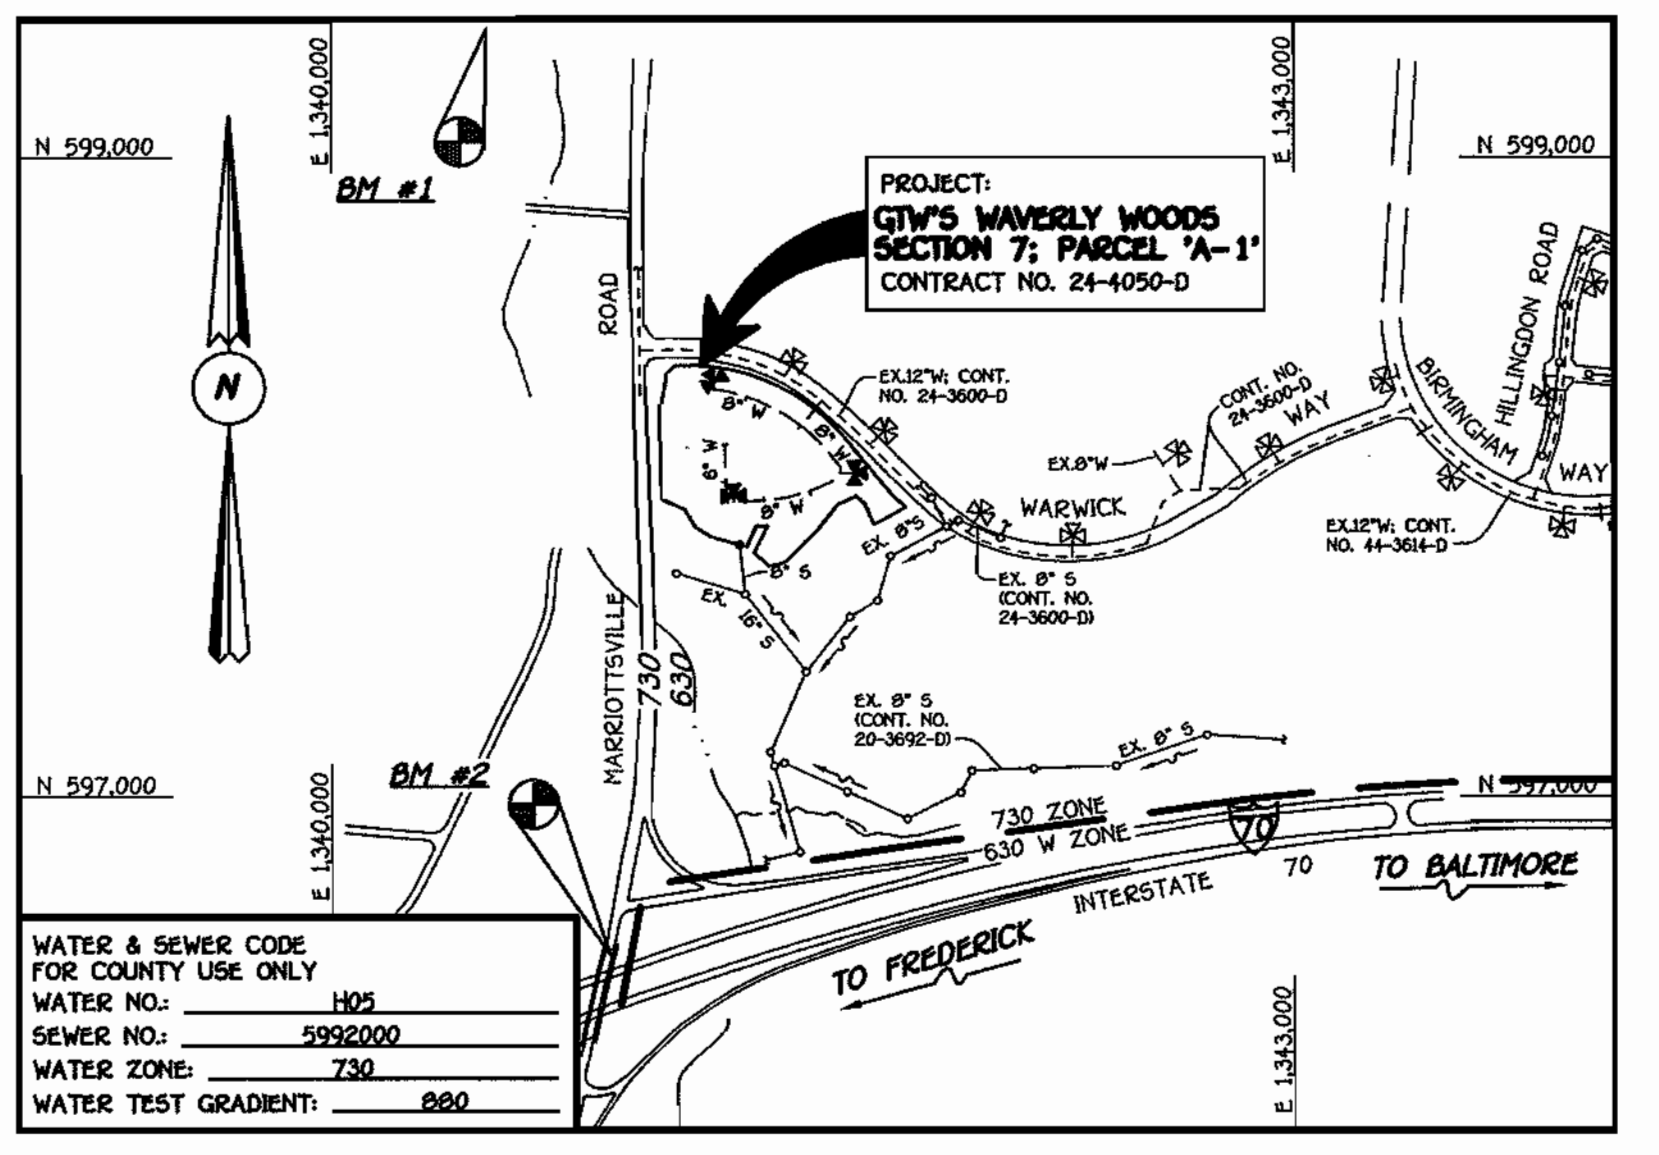 E 1,340,000
E 1,343,000
N 599,000
N 599,000
BM #1
PROJECT:
GTW'S WAVERLY WOODS
SECTION 7; PARCEL 'A-1'
CONTRACT NO. 24-4050-D
ROAD
HILLINGDON ROAD
N
EX.12"W; CONT.
NO. 24-3600-D
CONT. NO.
24-3600-D
WAY
BIRMINGHAM
WAY
8" W
8" W
6" W
8" W
EX.8"W
WARWICK
EX.12"W; CONT.
NO. 44-3614-D
EX. 8"S
8" S
EX. 16" S
EX. 8" S
(CONT. NO.
24-3600-D)
MARRIOTTSVILLE
730
630
EX. 8" S
(CONT. NO.
20-3692-D)
EX. 8" S
BM #2
N 597,000
N 597,000
E 1,340,000
730 ZONE
630 W ZONE
70
70
TO BALTIMORE
INTERSTATE
TO FREDERICK
E 1,343,000
WATER & SEWER CODE
FOR COUNTY USE ONLY
WATER NO.: H05
SEWER NO.: 5992000
WATER ZONE: 730
WATER TEST GRADIENT: 880